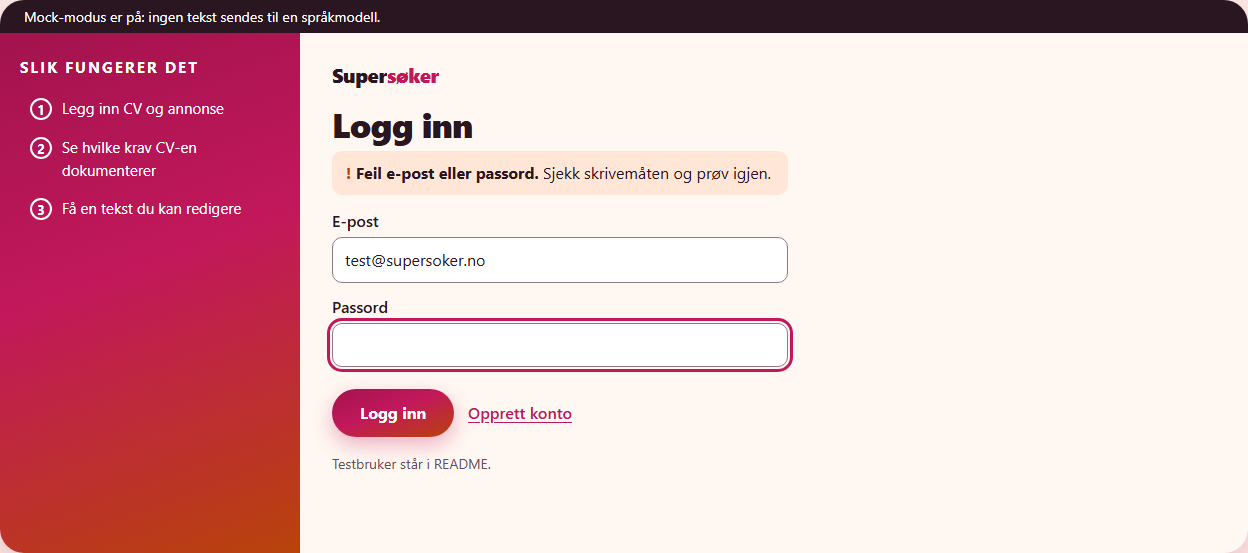 Mock-modus er på: ingen tekst sendes til en språkmodell.
SLIK FUNGERER DET
1 Legg inn CV og annonse
2 Se hvilke krav CV-en
dokumenterer
3 Få en tekst du kan redigere
Supersøker
Logg inn
! Feil e-post eller passord. Sjekk skrivemåten og prøv igjen.
E-post
test@supersoker.no
Passord
Logg inn Opprett konto
Testbruker står i README.